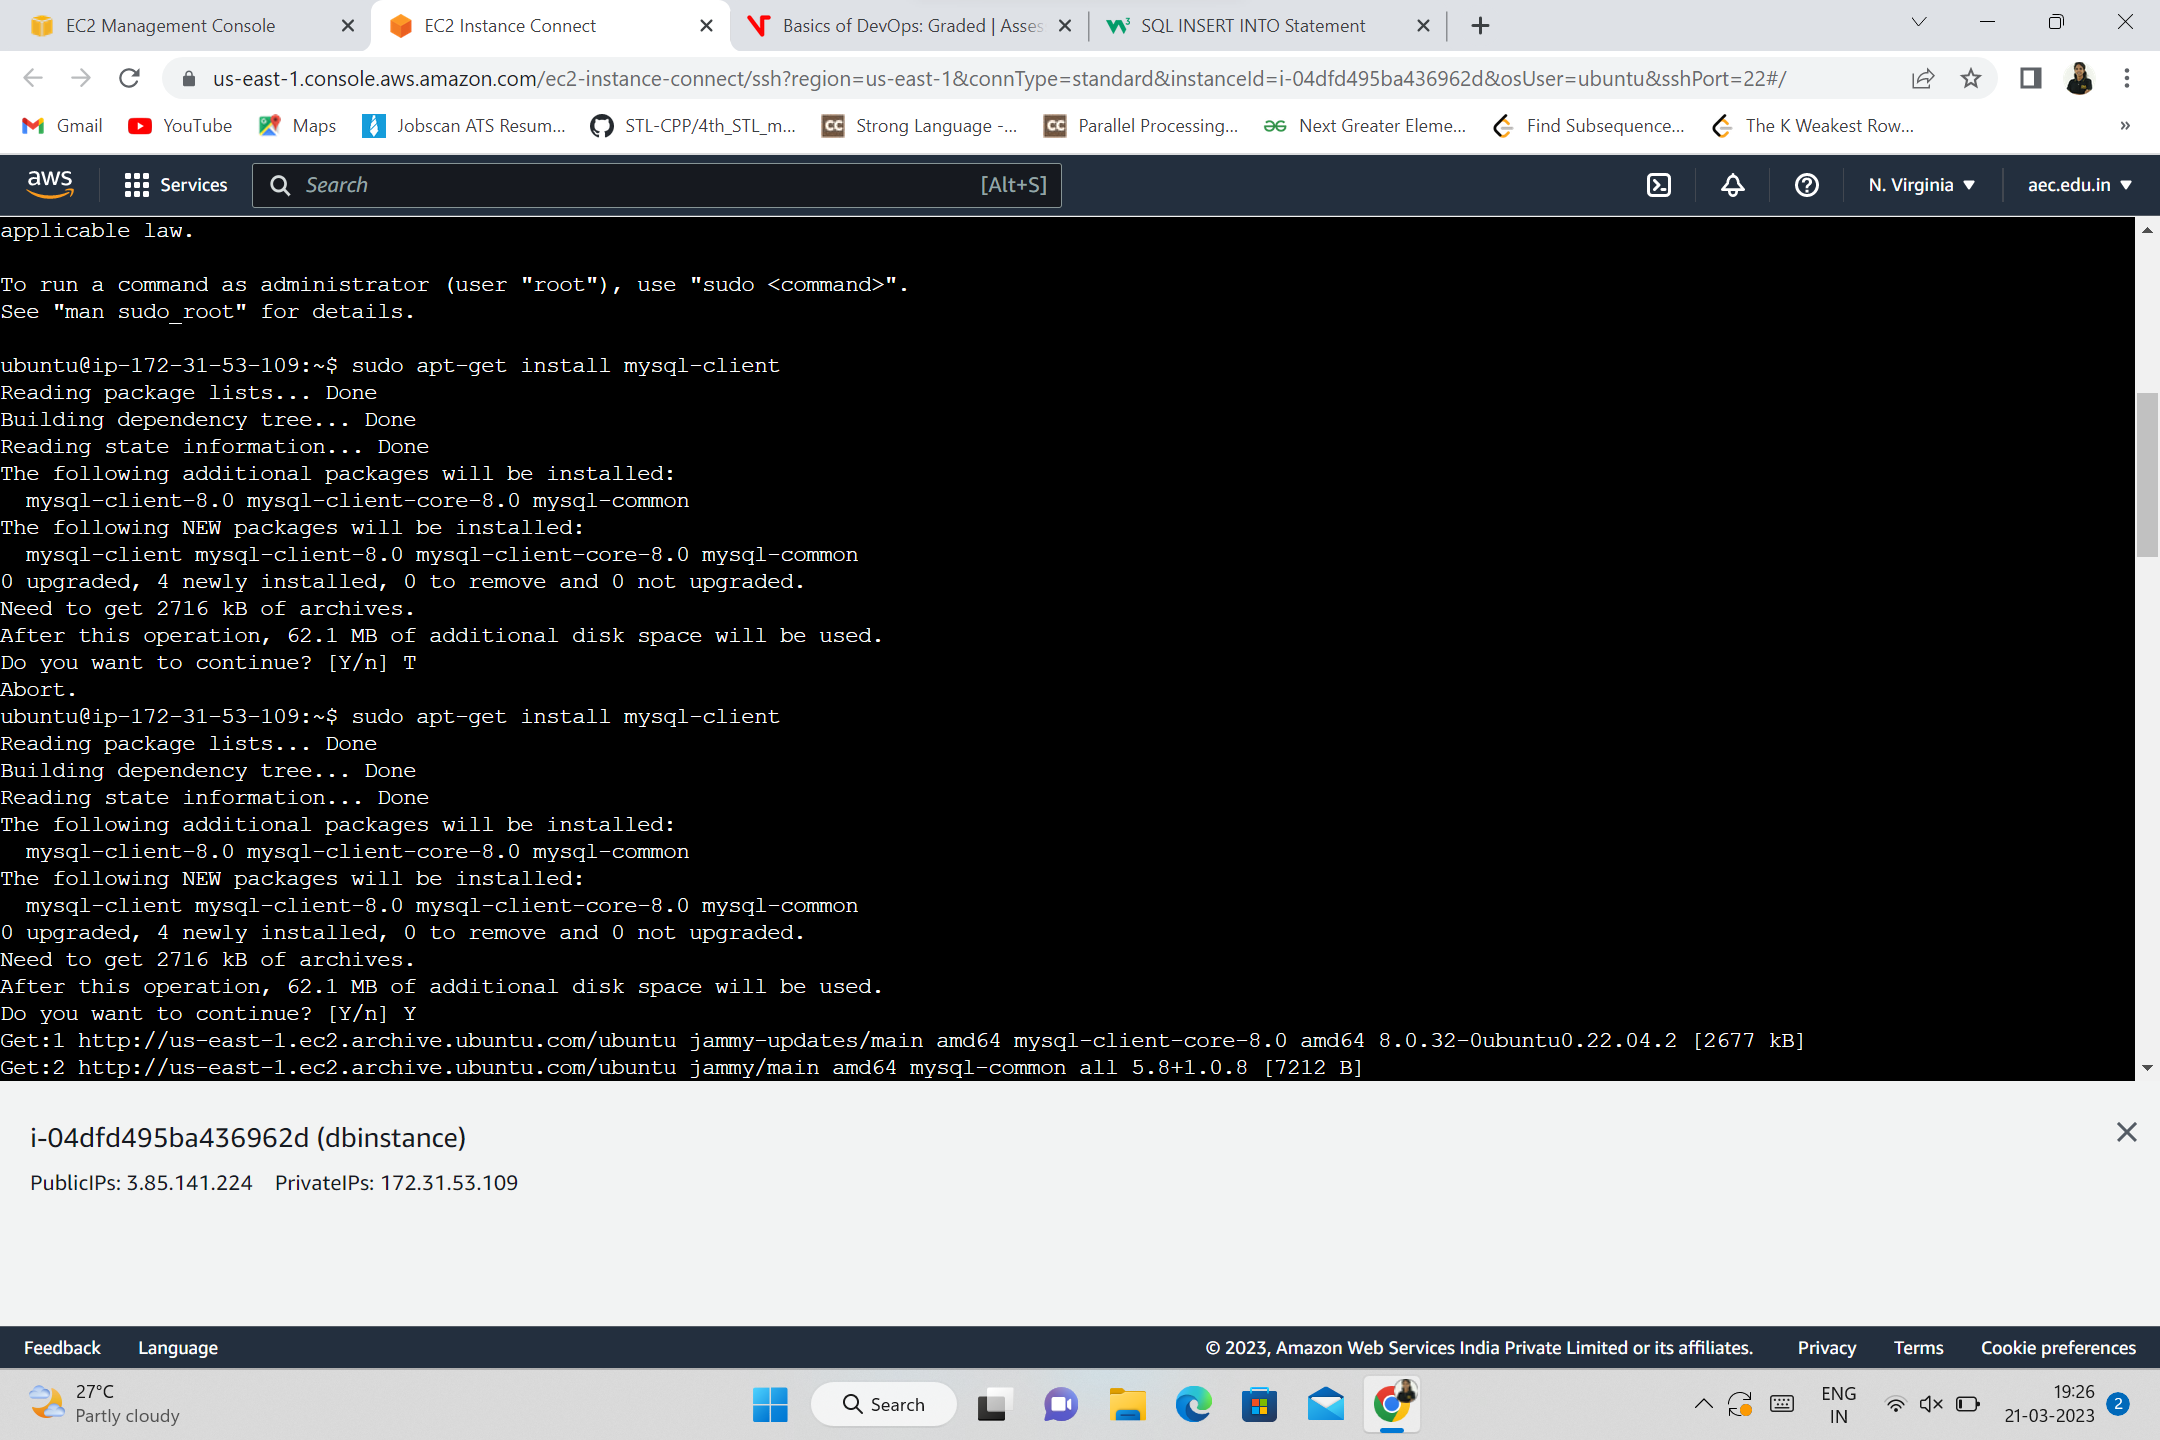 EC2 Management Console
EC2 Instance Connect
Basics of DevOps: Graded | Asses
SQL INSERT INTO Statement
us-east-1.console.aws.amazon.com/ec2-instance-connect/ssh?region=us-east-1&connType=standard&instanceId=i-04dfd495ba436962d&osUser=ubuntu&sshPort=22#/
Gmail YouTube Maps Jobscan ATS Resum... STL-CPP/4th_STL_m... CC Strong Language -... CC Parallel Processing... Next Greater Eleme... Find Subsequence... The K Weakest Row... »
aws Services Search [Alt+S] N. Virginia aec.edu.in
applicable law.
To run a command as administrator (user "root"), use "sudo <command>".
See "man sudo_root" for details.
ubuntu@ip-172-31-53-109:~$ sudo apt-get install mysql-client
Reading package lists... Done
Building dependency tree... Done
Reading state information... Done
The following additional packages will be installed:
  mysql-client-8.0 mysql-client-core-8.0 mysql-common
The following NEW packages will be installed:
  mysql-client mysql-client-8.0 mysql-client-core-8.0 mysql-common
0 upgraded, 4 newly installed, 0 to remove and 0 not upgraded.
Need to get 2716 kB of archives.
After this operation, 62.1 MB of additional disk space will be used.
Do you want to continue? [Y/n] T
Abort.
ubuntu@ip-172-31-53-109:~$ sudo apt-get install mysql-client
Reading package lists... Done
Building dependency tree... Done
Reading state information... Done
The following additional packages will be installed:
  mysql-client-8.0 mysql-client-core-8.0 mysql-common
The following NEW packages will be installed:
  mysql-client mysql-client-8.0 mysql-client-core-8.0 mysql-common
0 upgraded, 4 newly installed, 0 to remove and 0 not upgraded.
Need to get 2716 kB of archives.
After this operation, 62.1 MB of additional disk space will be used.
Do you want to continue? [Y/n] Y
Get:1 http://us-east-1.ec2.archive.ubuntu.com/ubuntu jammy-updates/main amd64 mysql-client-core-8.0 amd64 8.0.32-0ubuntu0.22.04.2 [2677 kB]
Get:2 http://us-east-1.ec2.archive.ubuntu.com/ubuntu jammy/main amd64 mysql-common all 5.8+1.0.8 [7212 B]
i-04dfd495ba436962d (dbinstance)
PublicIPs: 3.85.141.224 PrivateIPs: 172.31.53.109
Feedback Language © 2023, Amazon Web Services India Private Limited or its affiliates. Privacy Terms Cookie preferences
27°C
Partly cloudy
Search
ENG
IN
19:26
21-03-2023
2